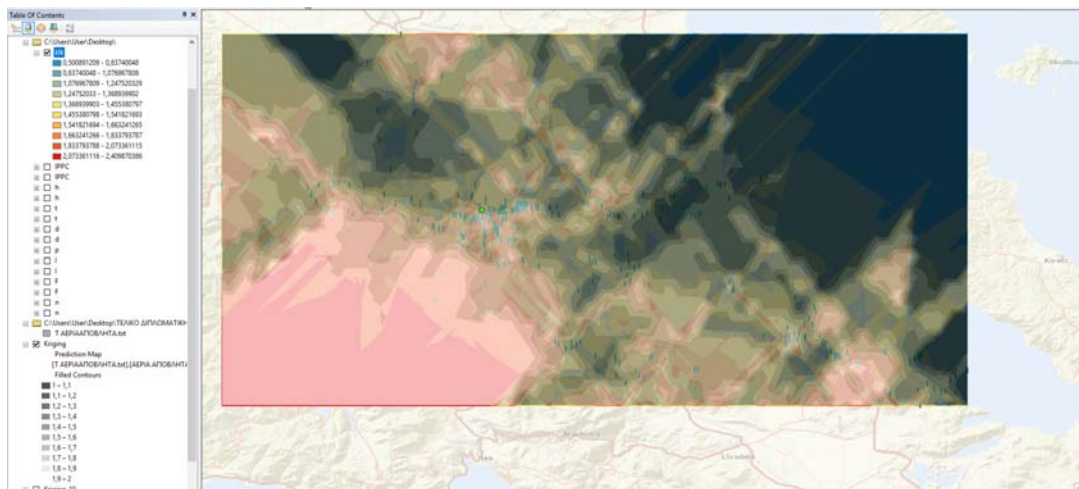 Table Of Contents
C:\Users\User\Desktop\
0,500891209 - 0,83740048
0,83740048 - 1,076967808
1,076967809 - 1,247520329
1,24752033 - 1,368939902
1,368939903 - 1,455380797
1,455380798 - 1,541821693
1,541821694 - 1,663241265
1,663241266 - 1,833793787
1,833793788 - 2,073361115
2,073361116 - 2,409870386
IPPC
IPPC
h
h
t
t
d
d
p
l
l
F
F
n
n
C:\Users\User\Desktop\ΤΕΛΙΚΟ ΔΙΠΛΩΜΑΤΙΚΗ
Τ ΑΕΡΙΑΑΠΟΒΛΗΤΑ.txt
Kriging
Prediction Map
[Τ ΑΕΡΙΑΑΠΟΒΛΗΤΑ.txt].[ΑΕΡΙΑ ΑΠΟΒΛΗΤΑ
Filled Contours
1 – 1,1
1,1 – 1,2
1,2 – 1,3
1,3 – 1,4
1,4 – 1,5
1,5 – 1,6
1,6 – 1,7
1,7 – 1,8
1,8 – 1,9
1,9 – 2